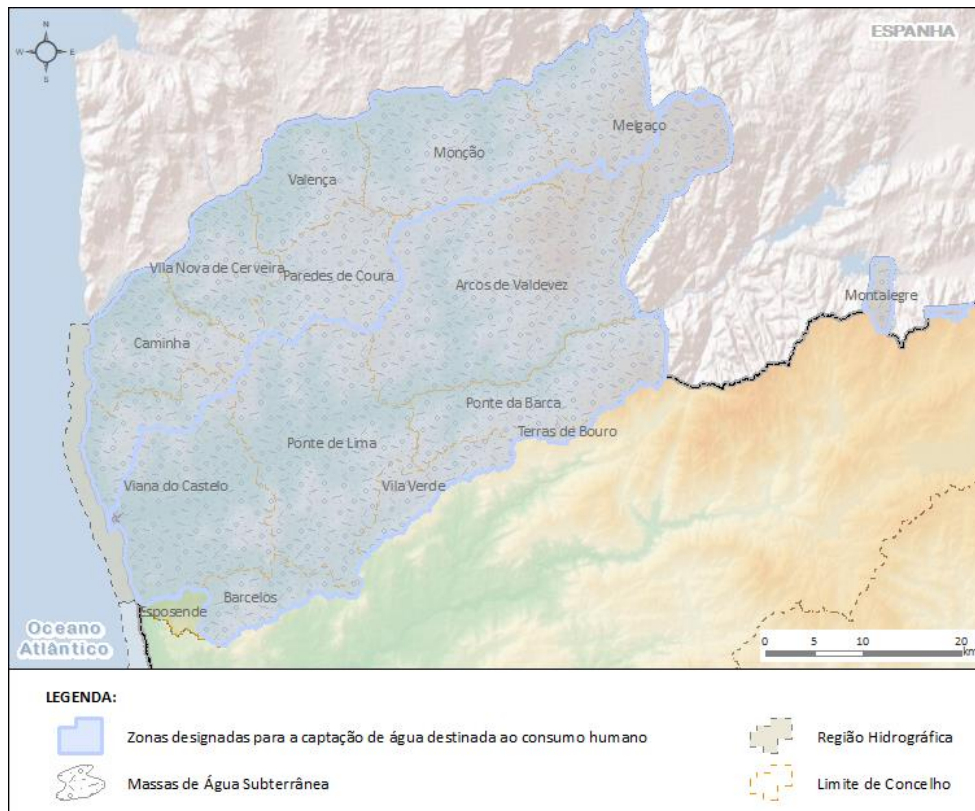 N
W
E
S
ESPANHA
Melgaço
Monção
Valença
Vila Nova de Cerveira
Paredes de Coura
Arcos de Valdevez
Montalegre
Caminha
Ponte da Barca
Terras de Bouro
Ponte de Lima
Viana do Castelo
Vila Verde
Barcelos
Esposende
Oceano
Atlântico
0 5 10 20
km
LEGENDA:
Zonas designadas para a captação de água destinada ao consumo humano
Região Hidrográfica
Massas de Água Subterrânea
Limite de Concelho